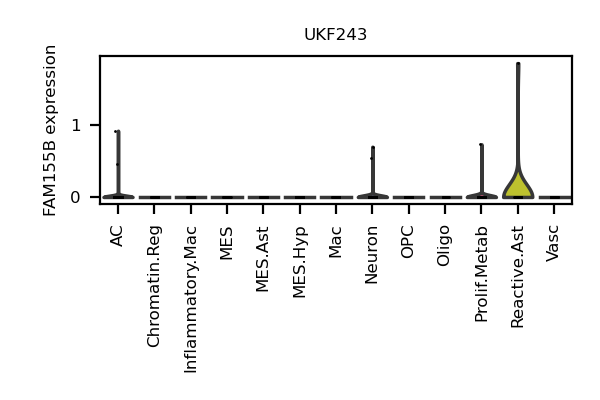 UKF243
FAM155B expression
1
0
AC
Chromatin.Reg
Inflammatory.Mac
MES
MES.Ast
MES.Hyp
Mac
Neuron
OPC
Oligo
Prolif.Metab
Reactive.Ast
Vasc